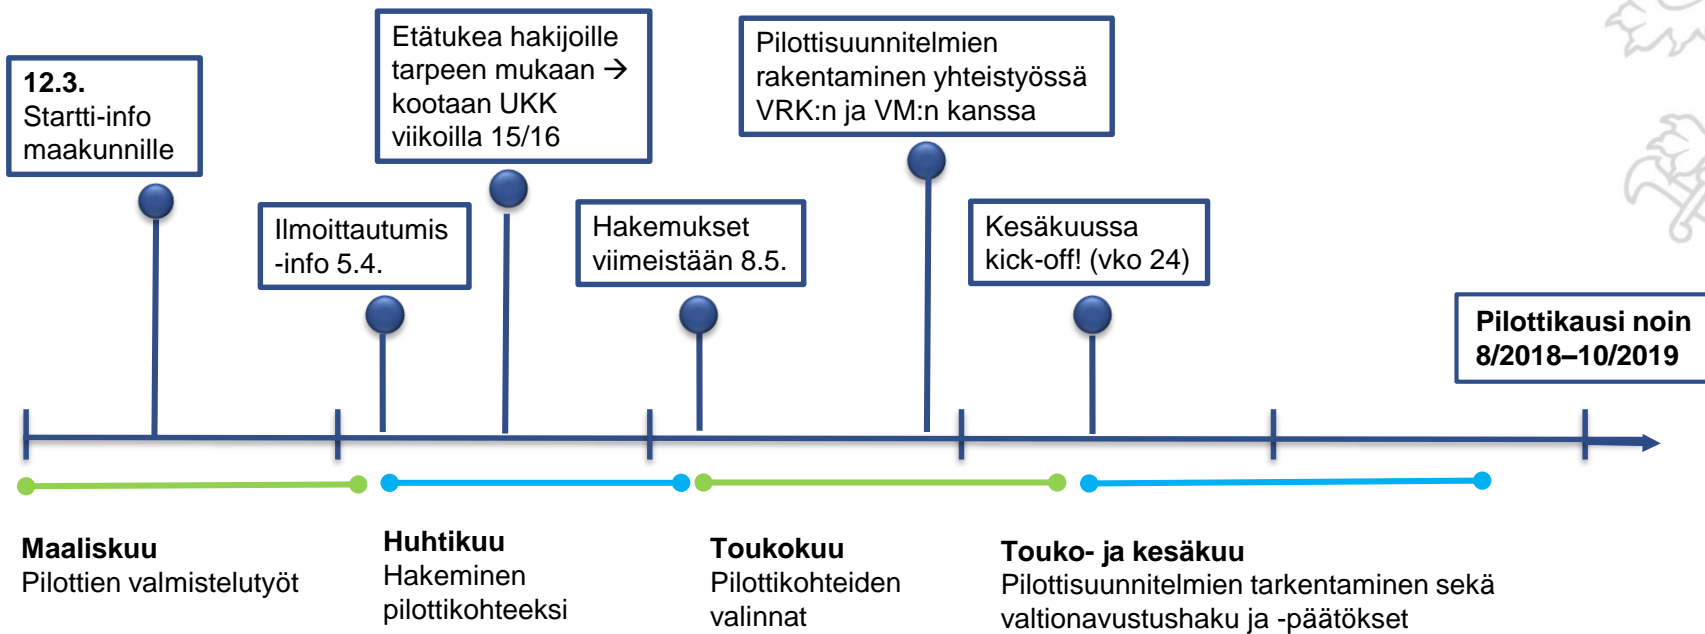 12.3.
Startti-info
maakunnille
Ilmoittautumis
-info 5.4.
Etätukea hakijoille
tarpeen mukaan →
kootaan UKK
viikoilla 15/16
Hakemukset
viimeistään 8.5.
Pilottisuunnitelmien
rakentaminen yhteistyössä
VRK:n ja VM:n kanssa
Kesäkuussa
kick-off! (vko 24)
Pilottikausi noin
8/2018–10/2019
Maaliskuu
Pilottien valmistelutyöt
Huhtikuu
Hakeminen
pilottikohteeksi
Toukokuu
Pilottikohteiden
valinnat
Touko- ja kesäkuu
Pilottisuunnitelmien tarkentaminen sekä
valtionavustushaku ja -päätökset